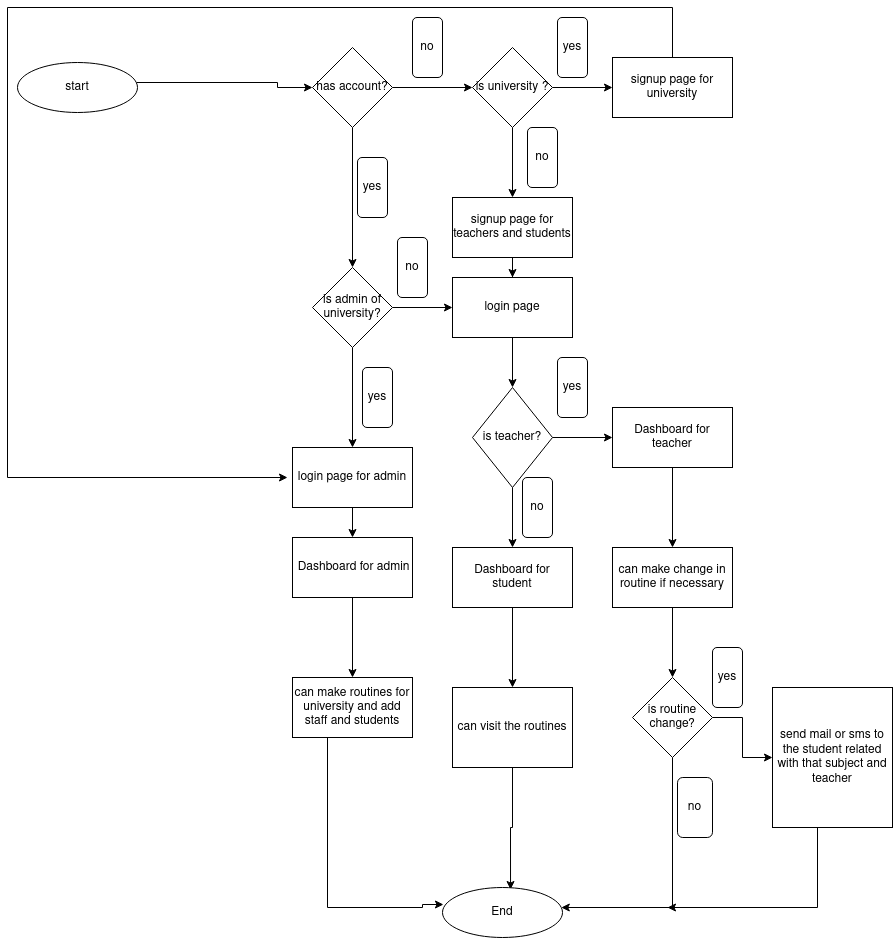 no
yes
start
has account?
is university ?
signup page for
university
no
yes
signup page for
teachers and students
no
is admin of
university?
login page
yes
yes
is teacher?
Dashboard for
teacher
login page for admin
no
Dashboard for admin
Dashboard for
student
can make change in
routine if necessary
yes
can make routines for
university and add
staff and students
can visit the routines
is routine
change?
send mail or sms to
the student related
with that subject and
teacher
no
End